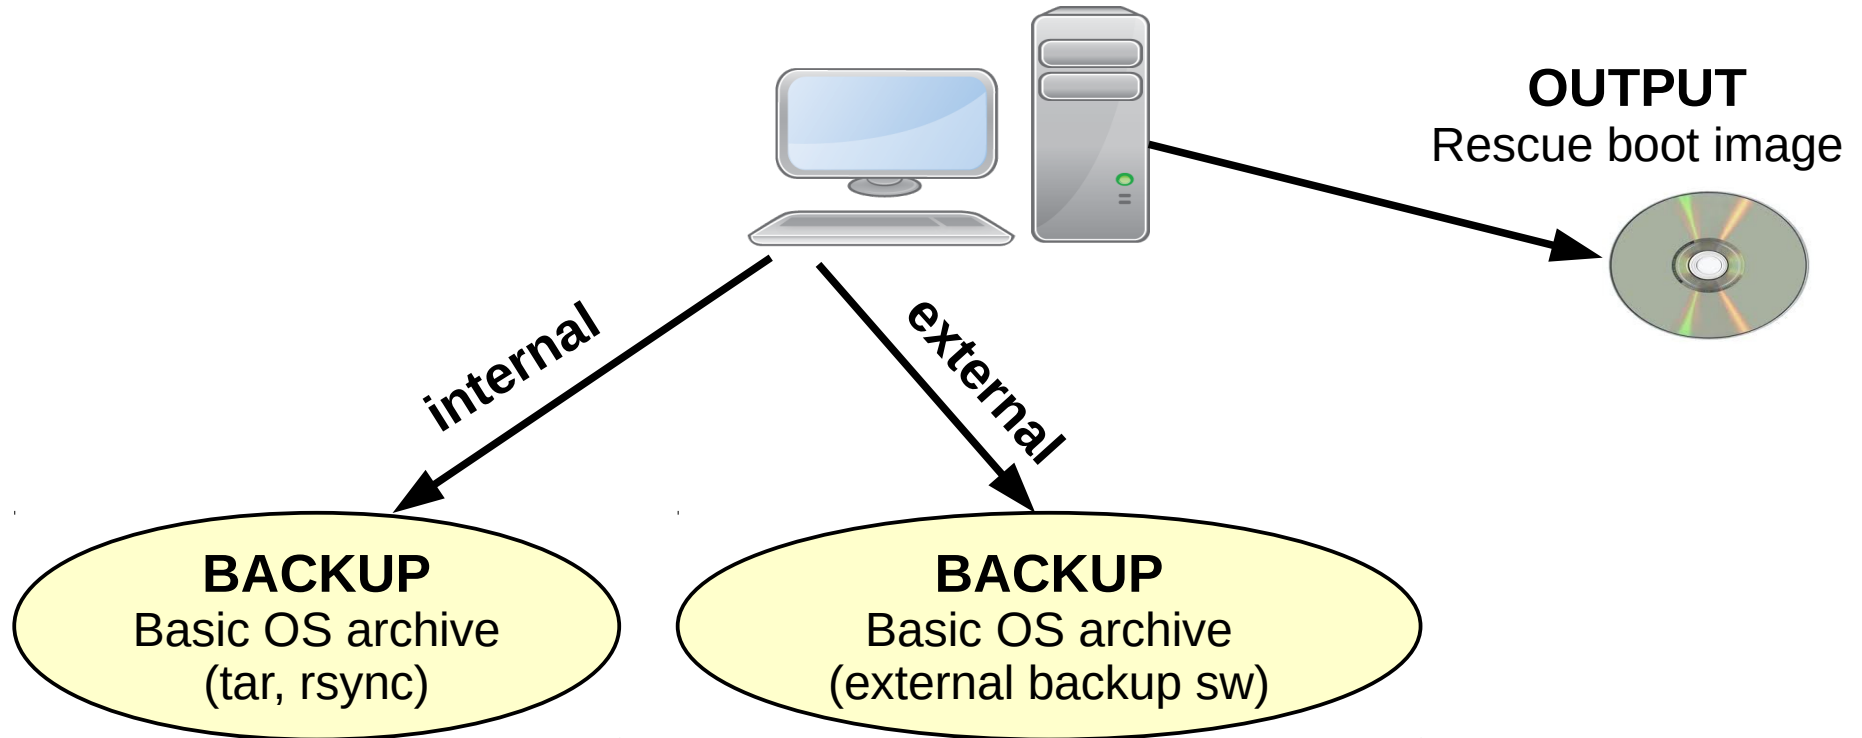 OUTPUT
Rescue boot image
internal
external
BACKUP
Basic OS archive
(tar, rsync)
BACKUP
Basic OS archive
(external backup sw)